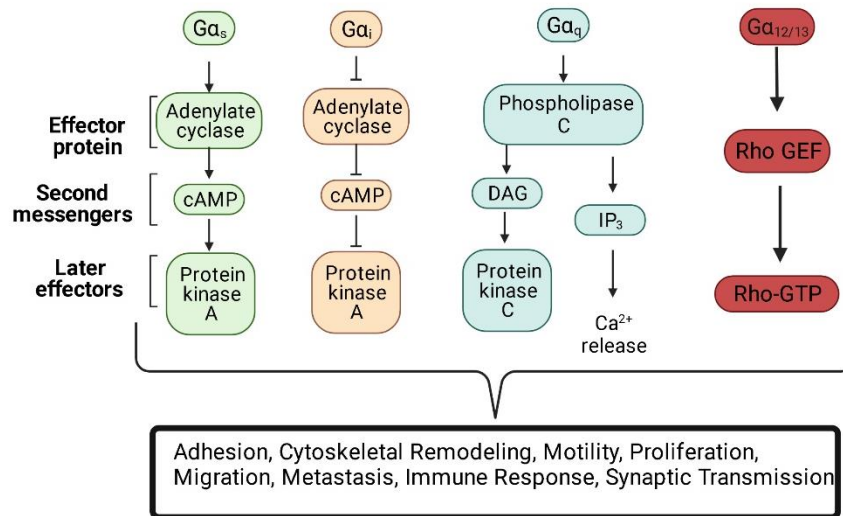 Gαs
Gαi
Gαq
Gα12/13
Effector
protein
Adenylate
cyclase
Adenylate
cyclase
Phospholipase
C
Rho GEF
Second
messengers
cAMP
cAMP
DAG
IP3
Later
effectors
Protein
kinase
A
Protein
kinase
A
Protein
kinase
C
Ca2+
release
Rho-GTP
Adhesion, Cytoskeletal Remodeling, Motility, Proliferation,
Migration, Metastasis, Immune Response, Synaptic Transmission